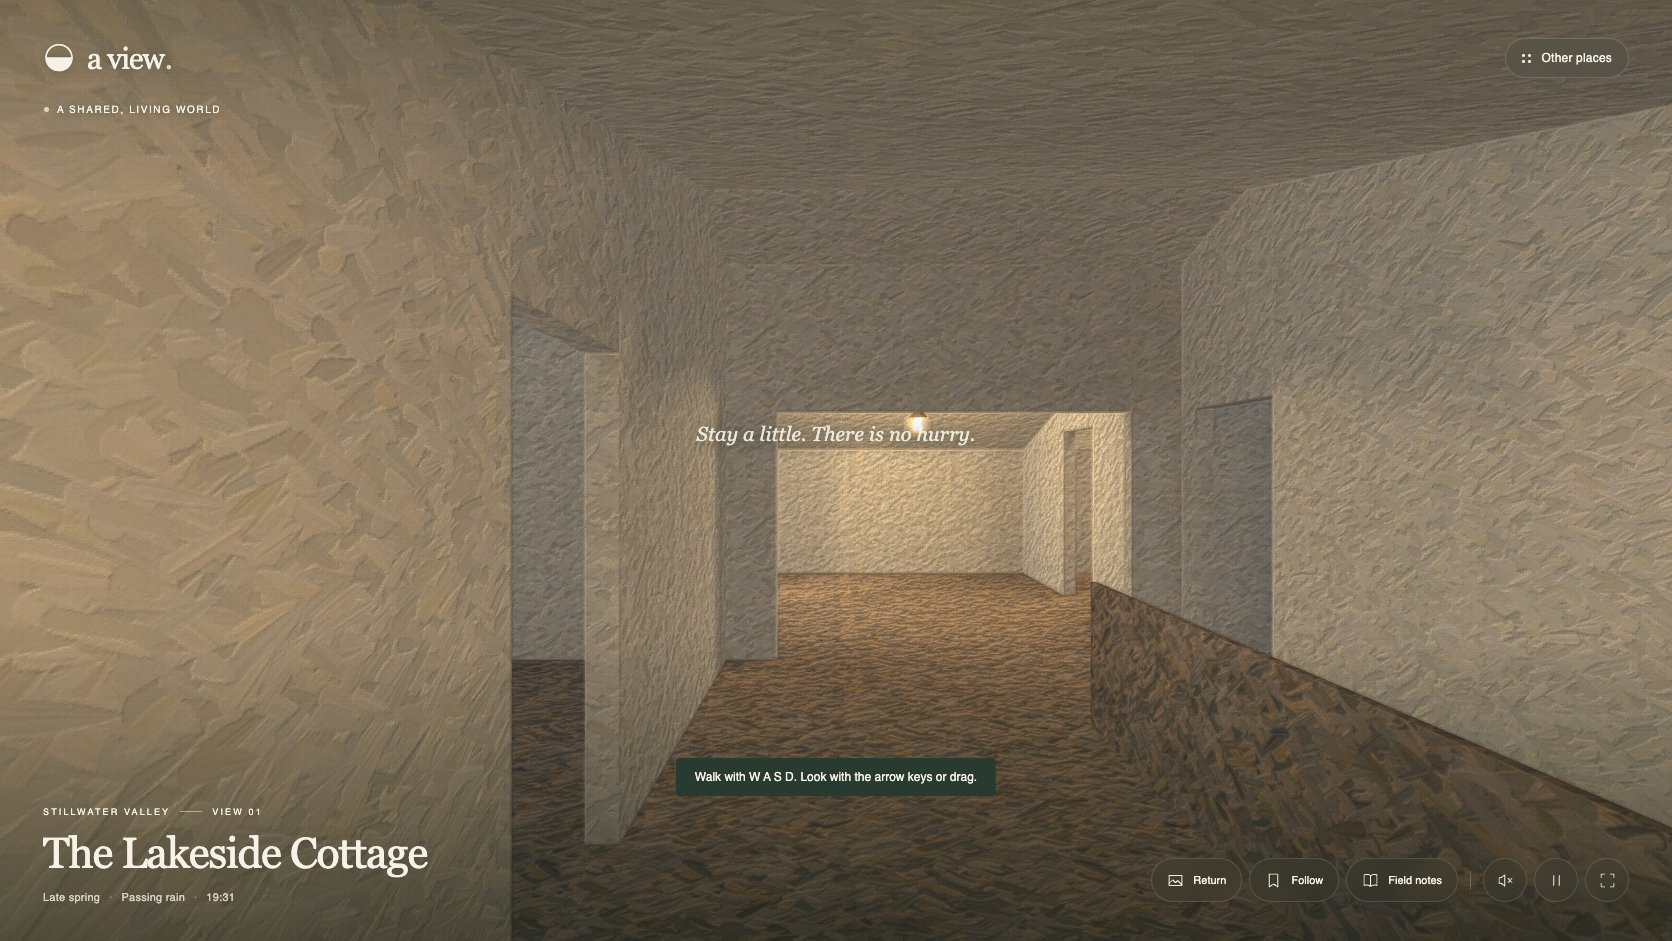 a view.
Other places
A SHARED, LIVING WORLD
Stay a little. There is no hurry.
Walk with W A S D. Look with the arrow keys or drag.
STILLWATER VALLEY — VIEW 01
The Lakeside Cottage
Late spring · Passing rain · 19:31
Return
Follow
Field notes